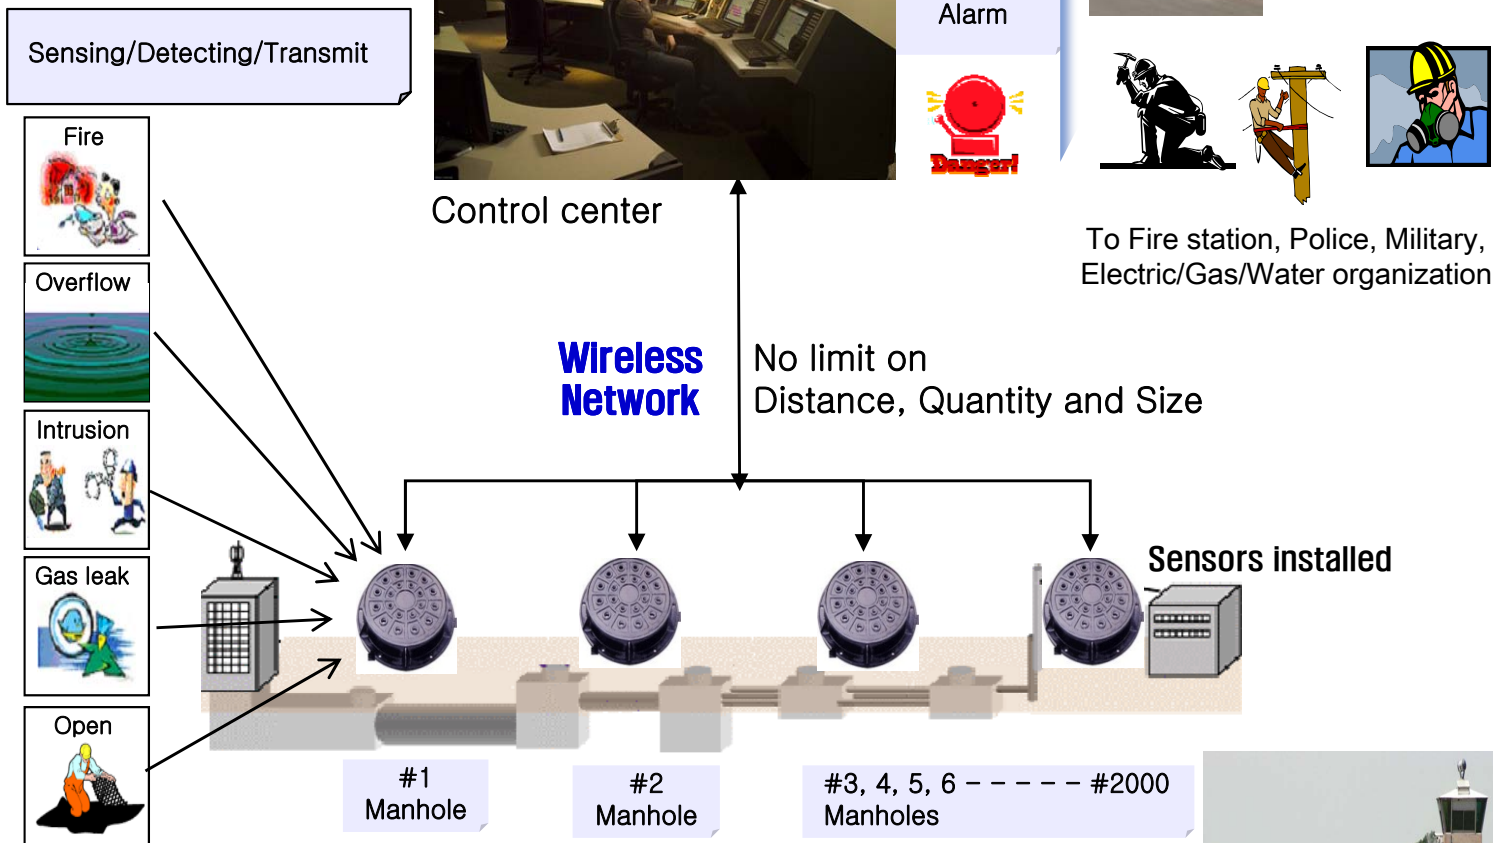 Sensing/Detecting/Transmit
Alarm
Danger!
Fire
Overflow
Intrusion
Gas leak
Open
Control center
To Fire station, Police, Military,
Electric/Gas/Water organization
Wireless
Network
No limit on
Distance, Quantity and Size
Sensors installed
#1
Manhole
#2
Manhole
#3, 4, 5, 6 - - - - - #2000
Manholes